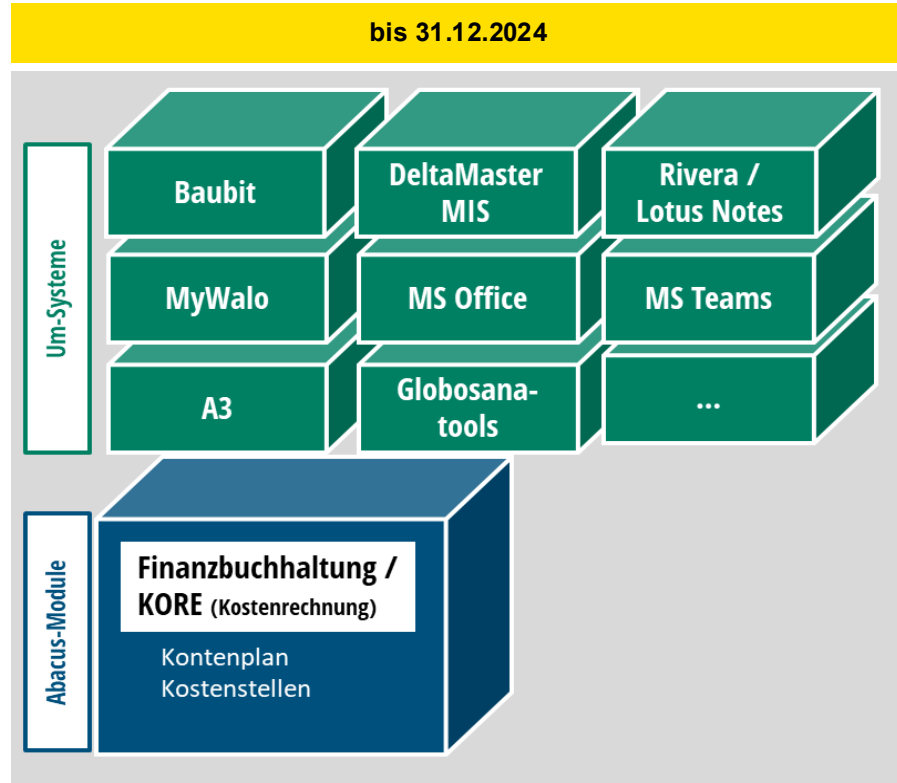 bis 31.12.2024
Um-Systeme
Baubit
DeltaMaster
MIS
Rivera /
Lotus Notes
MyWalo
MS Office
MS Teams
A3
Globosana-
tools
...
Abacus-Module
Finanzbuchhaltung /
KORE (Kostenrechnung)
Kontenplan
Kostenstellen